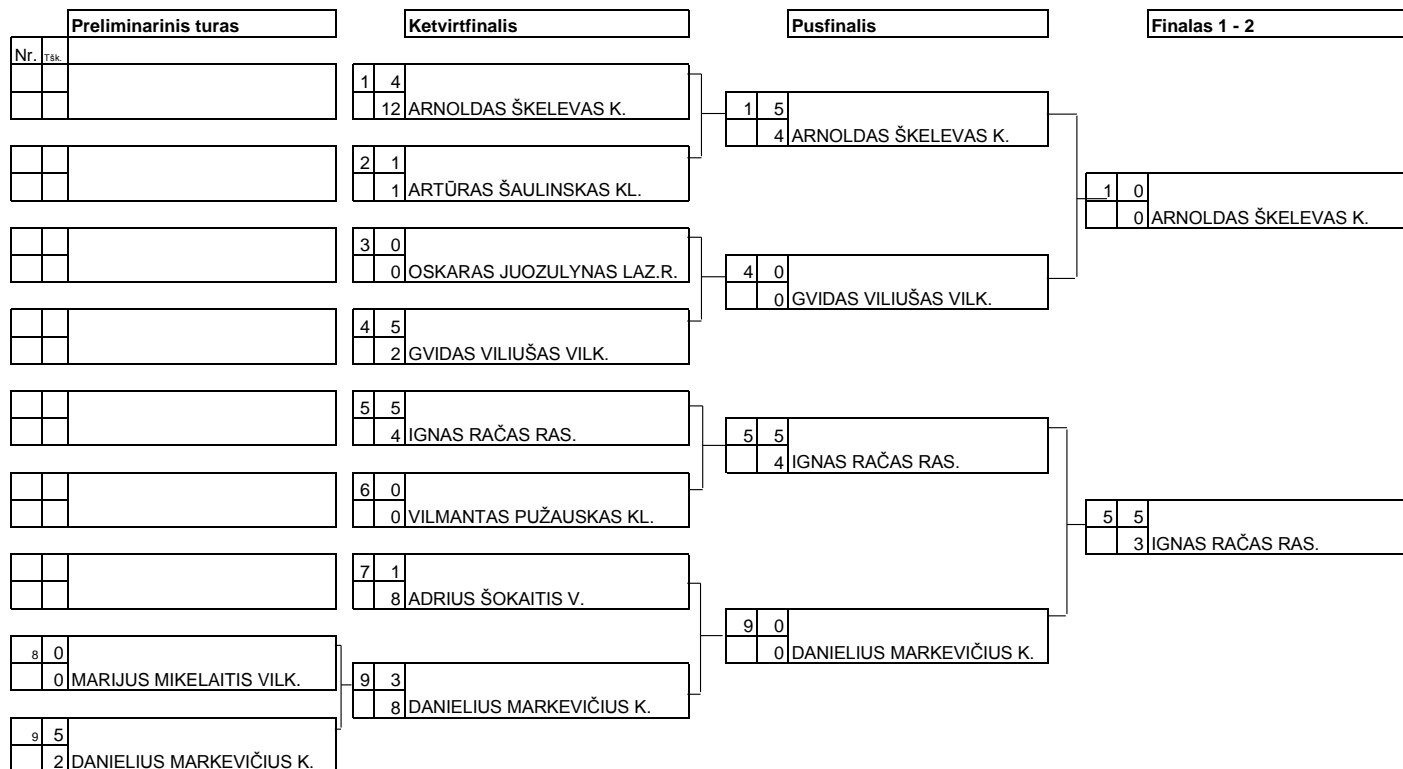 Preliminarinis turas
Ketvirtfinalis
Pusfinalis
Finalas 1 - 2
Nr. Tšk.
1 4
12 ARNOLDAS ŠKELEVAS K.
1 5
4 ARNOLDAS ŠKELEVAS K.
2 1
1 ARTŪRAS ŠAULINSKAS KL.
1 0
0 ARNOLDAS ŠKELEVAS K.
3 0
0 OSKARAS JUOZULYNAS LAZ.R.
4 0
0 GVIDAS VILIUŠAS VILK.
4 5
2 GVIDAS VILIUŠAS VILK.
5 5
4 IGNAS RAČAS RAS.
5 5
4 IGNAS RAČAS RAS.
6 0
0 VILMANTAS PUŽAUSKAS KL.
5 5
3 IGNAS RAČAS RAS.
7 1
8 ADRIUS ŠOKAITIS V.
9 0
0 DANIELIUS MARKEVIČIUS K.
8 0
0 MARIJUS MIKELAITIS VILK.
9 3
8 DANIELIUS MARKEVIČIUS K.
9 5
2 DANIELIUS MARKEVIČIUS K.